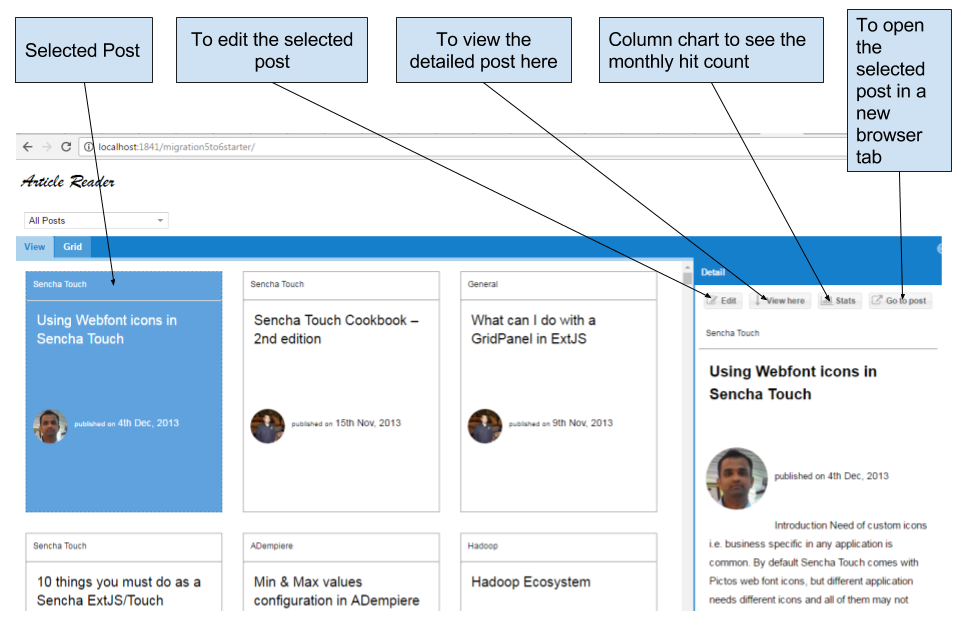 Selected Post
To edit the selected
post
To view the
detailed post here
Column chart to see the
monthly hit count
To open
the
selected
post in a
new
browser
tab
localhost:1841/migration5to6starter/
Article Reader
All Posts
View Grid
Detail
Edit View here Stats Go to post
Sencha Touch
Using Webfont icons in
Sencha Touch
published on 4th Dec, 2013
Sencha Touch
Sencha Touch Cookbook –
2nd edition
published on 15th Nov, 2013
General
What can I do with a
GridPanel in ExtJS
published on 9th Nov, 2013
Sencha Touch
10 things you must do as a
Sencha ExtJS/Touch
ADempiere
Min & Max values
configuration in ADempiere
Hadoop
Hadoop Ecosystem
Sencha Touch
Using Webfont icons in
Sencha Touch
published on 4th Dec, 2013
Introduction Need of custom icons
i.e. business specific in any application is
common. By default Sencha Touch comes with
Pictos web font icons, but different application
needs different icons and all of them may not